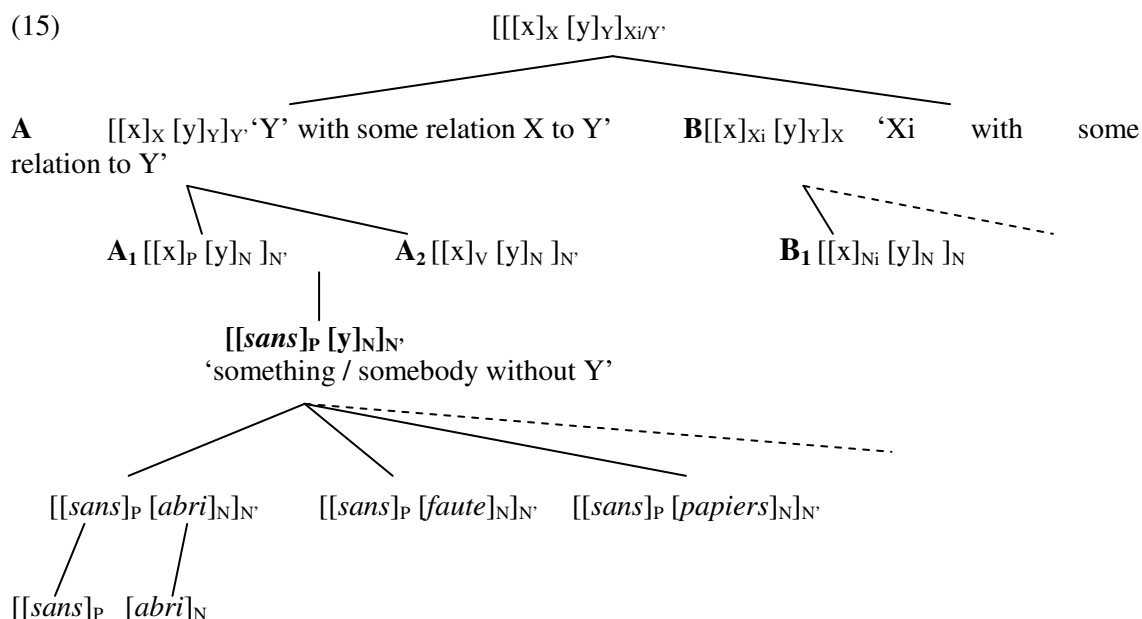 (15) [[[x]X [y]Y]Xi/Y’
A [[x]X [y]Y]Y’ ‘Y’ with some relation X to Y’ B[[x]Xi [y]Y]X ‘Xi with some
relation to Y’
A1 [[x]P [y]N ]N’ A2 [[x]V [y]N ]N’ B1 [[x]Ni [y]N ]N
[[sans]P [y]N]N’
‘something / somebody without Y’
[[sans]P [abri]N]N’ [[sans]P [faute]N]N’ [[sans]P [papiers]N]N’
[[sans]P [abri]N